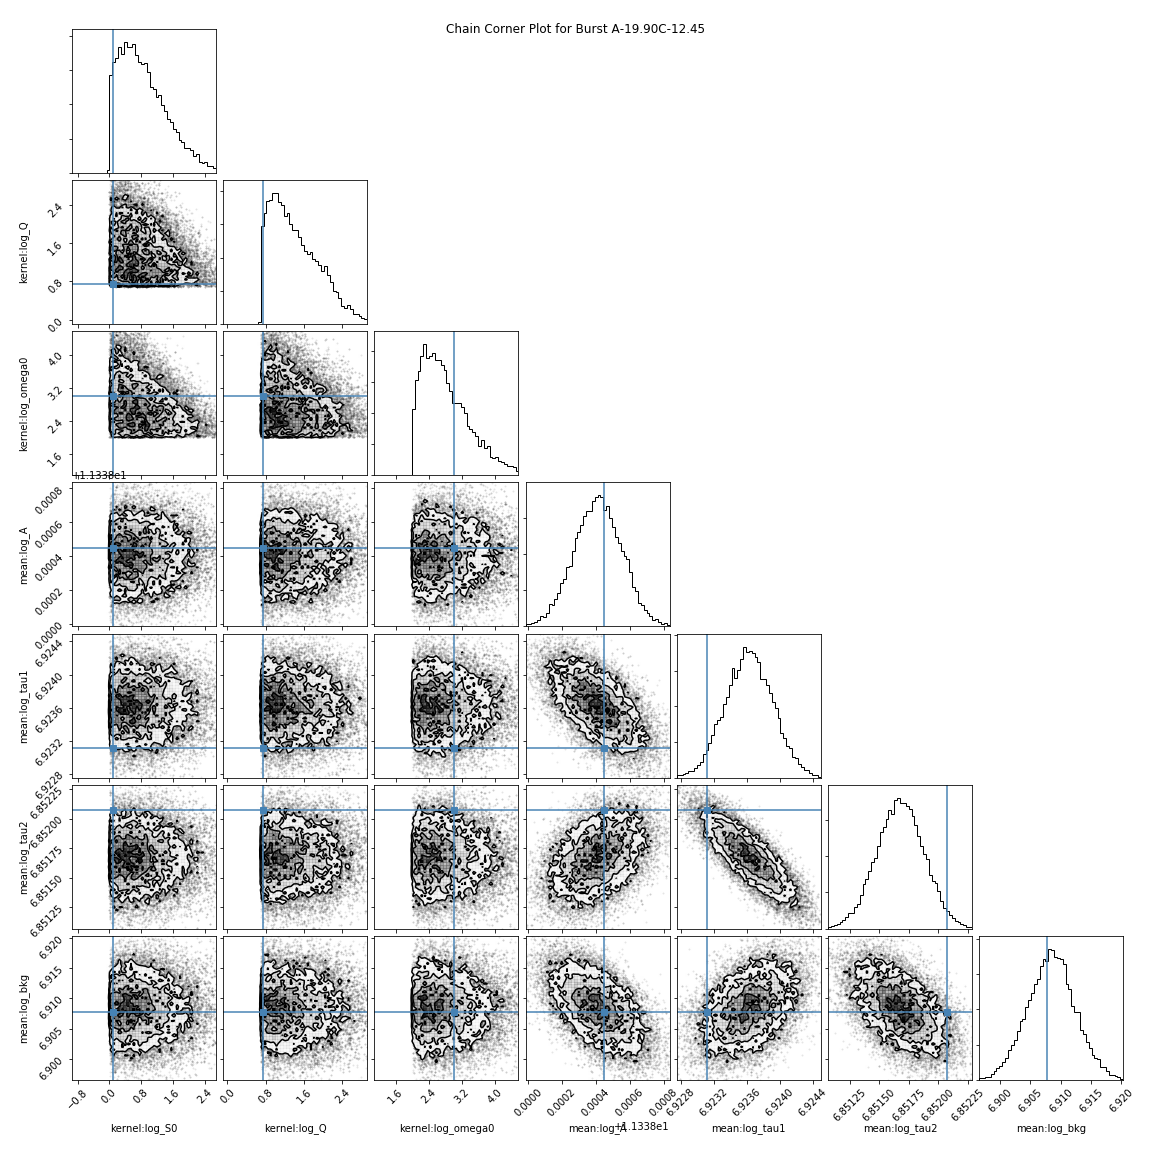 Chain Corner Plot for Burst A-19.90C-12.45
kernel:log_Q
2.4
1.6
0.8
0.0
kernel:log_omega0
4.0
3.2
2.4
1.6
+1.1338e1
mean:log_A
0.0008
0.0006
0.0004
0.0002
0.0000
mean:log_tau1
6.9244
6.9240
6.9236
6.9232
6.9228
mean:log_tau2
6.85225
6.85200
6.85175
6.85150
6.85125
mean:log_bkg
6.920
6.915
6.910
6.905
6.900
−0.8 0.0 0.8 1.6 2.4
0.0 0.8 1.6 2.4
1.6 2.4 3.2 4.0
0.0000 0.0002 0.0004 0.0006 0.0008
6.9228 6.9232 6.9236 6.9240 6.9244
6.85125 6.85150 6.85175 6.85200 6.85225
6.900 6.905 6.910 6.915 6.920
kernel:log_S0 kernel:log_Q kernel:log_omega0 mean:log_A +1.1338e1 mean:log_tau1 mean:log_tau2 mean:log_bkg